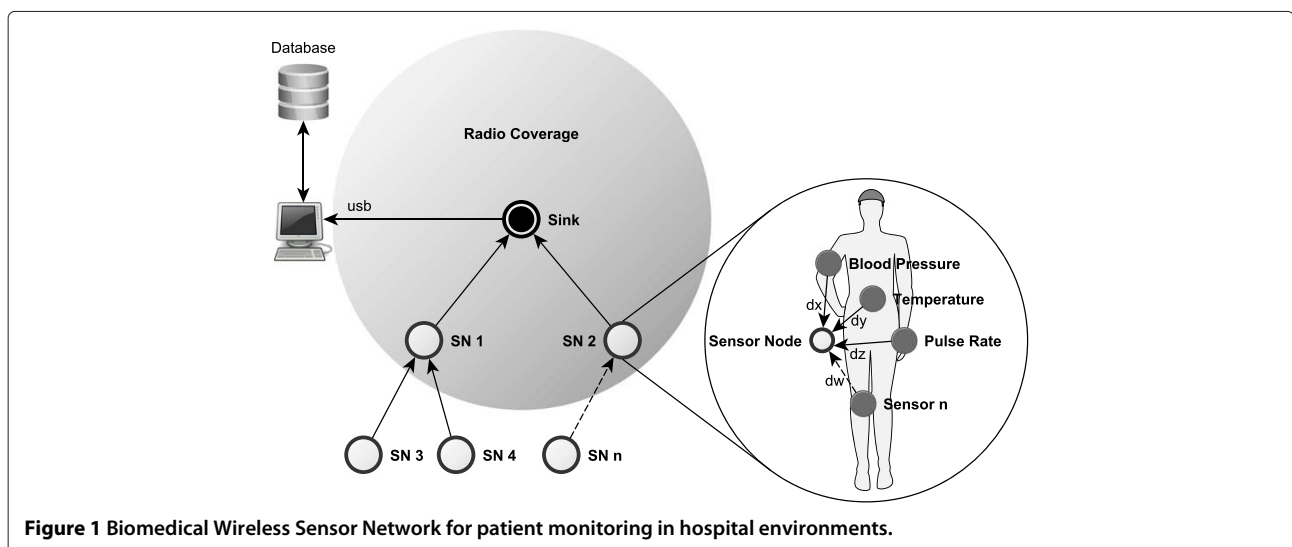 Database
Radio Coverage
usb
Sink
Blood Pressure
Temperature
dx
dy
SN 1
SN 2
Sensor Node
dz
Pulse Rate
dw
Sensor n
SN 3
SN 4
SN n
Figure 1 Biomedical Wireless Sensor Network for patient monitoring in hospital environments.